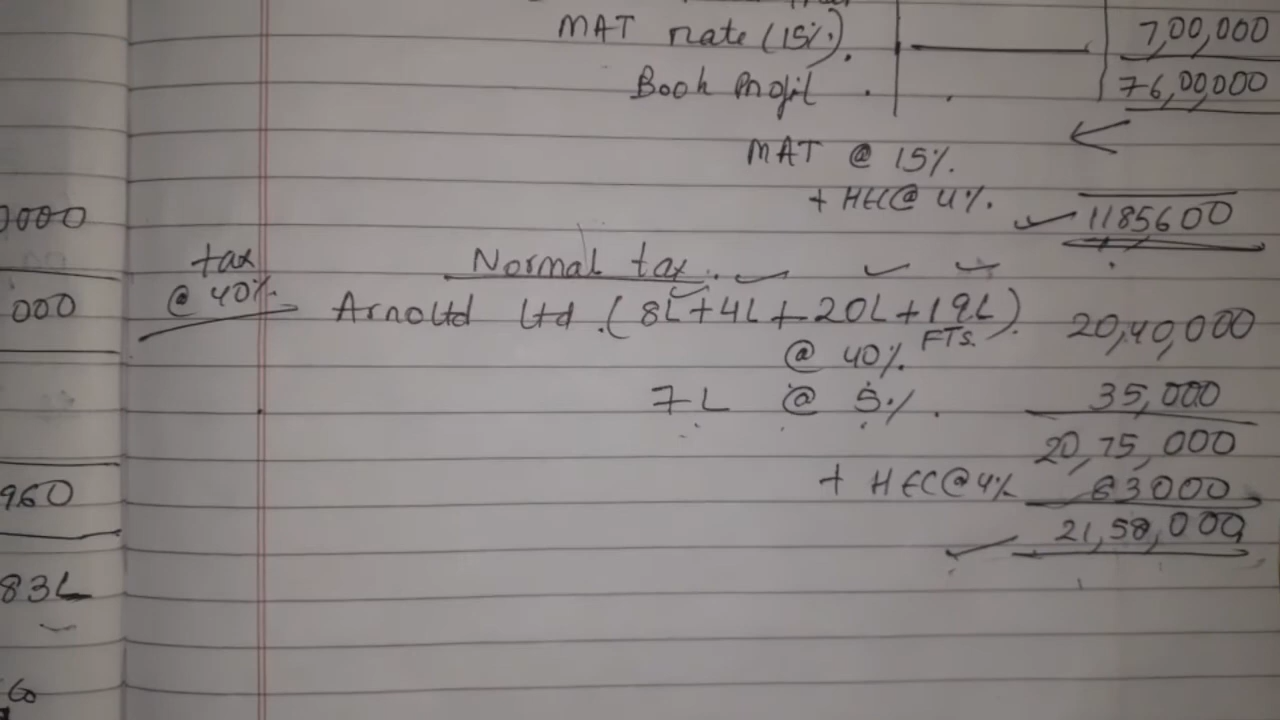 MAT rate (15%). 7,00,000
Book Profit . 76,00,000
MAT @ 15%.
+ HEC@ 4%. 1185600
0000
tax
@ 40%.
Normal tax.
000
Arnoltd Ltd.(8L+4L+20L+19L). 20,40,000
@ 40%. FTS.
7L @ 5%. 35,000
20,75,000
960
+ HEC@4% 83000
21,58,000
83L
Co